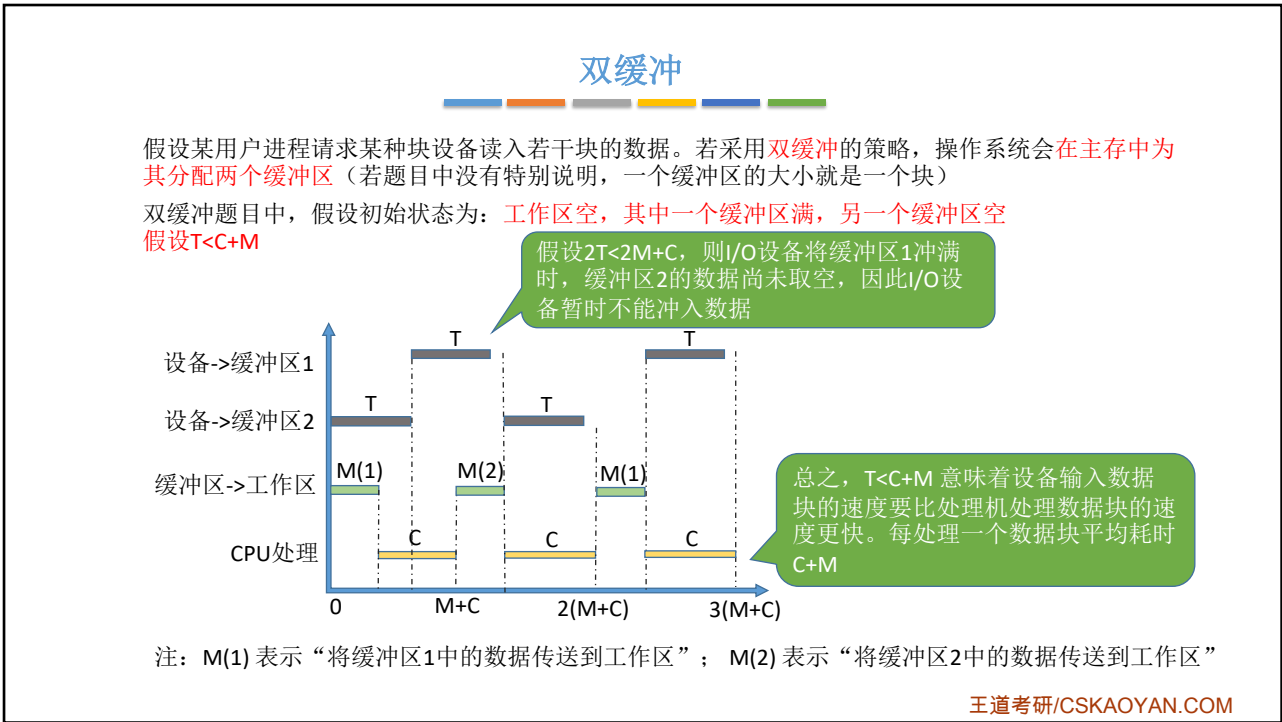 双缓冲
假设某用户进程请求某种块设备读入若干块的数据。若采用双缓冲的策略，操作系统会在主存中为
其分配两个缓冲区（若题目中没有特别说明，一个缓冲区的大小就是一个块）
双缓冲题目中，假设初始状态为：工作区空，其中一个缓冲区满，另一个缓冲区空
假设T<C+M
假设2T<2M+C，则I/O设备将缓冲区1冲满
时，缓冲区2的数据尚未取空，因此I/O设
备暂时不能冲入数据
设备->缓冲区1
T
T
设备->缓冲区2
T
T
缓冲区->工作区
M(1)
M(2)
M(1)
CPU处理
C
C
C
总之，T<C+M 意味着设备输入数据
块的速度要比处理机处理数据块的速
度更快。每处理一个数据块平均耗时
C+M
0
M+C
2(M+C)
3(M+C)
注：M(1) 表示“将缓冲区1中的数据传送到工作区”； M(2) 表示“将缓冲区2中的数据传送到工作区”
王道考研/CSKAOYAN.COM